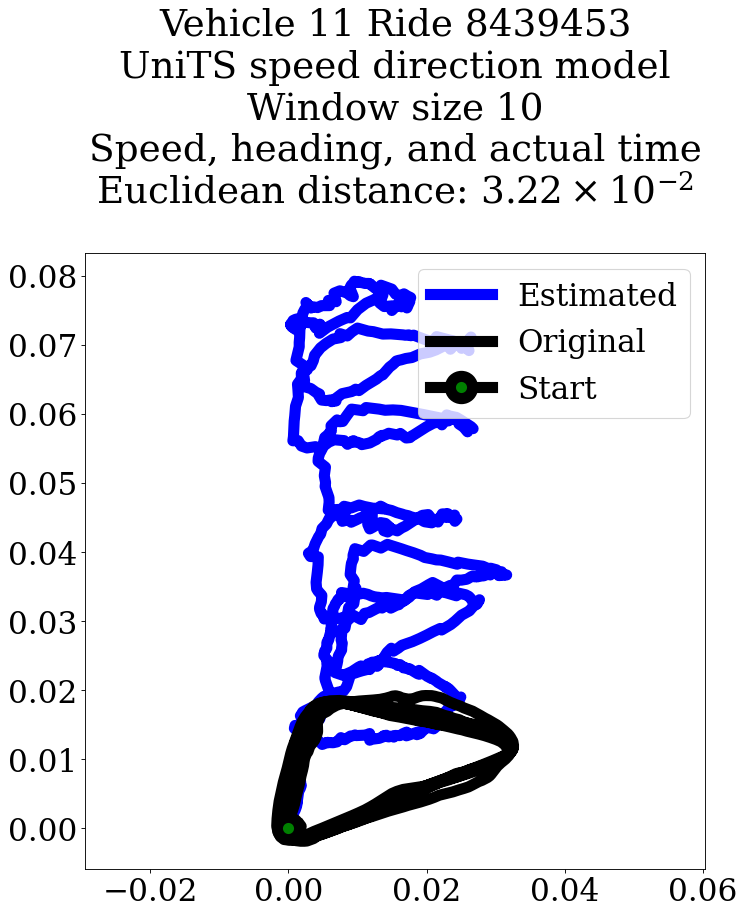 Vehicle 11 Ride 8439453
UniTS speed direction model
Window size 10
Speed, heading, and actual time
Euclidean distance: 3.22 × 10⁻²
Estimated
Original
Start
0.08
0.07
0.06
0.05
0.04
0.03
0.02
0.01
0.00
−0.02 0.00 0.02 0.04 0.06